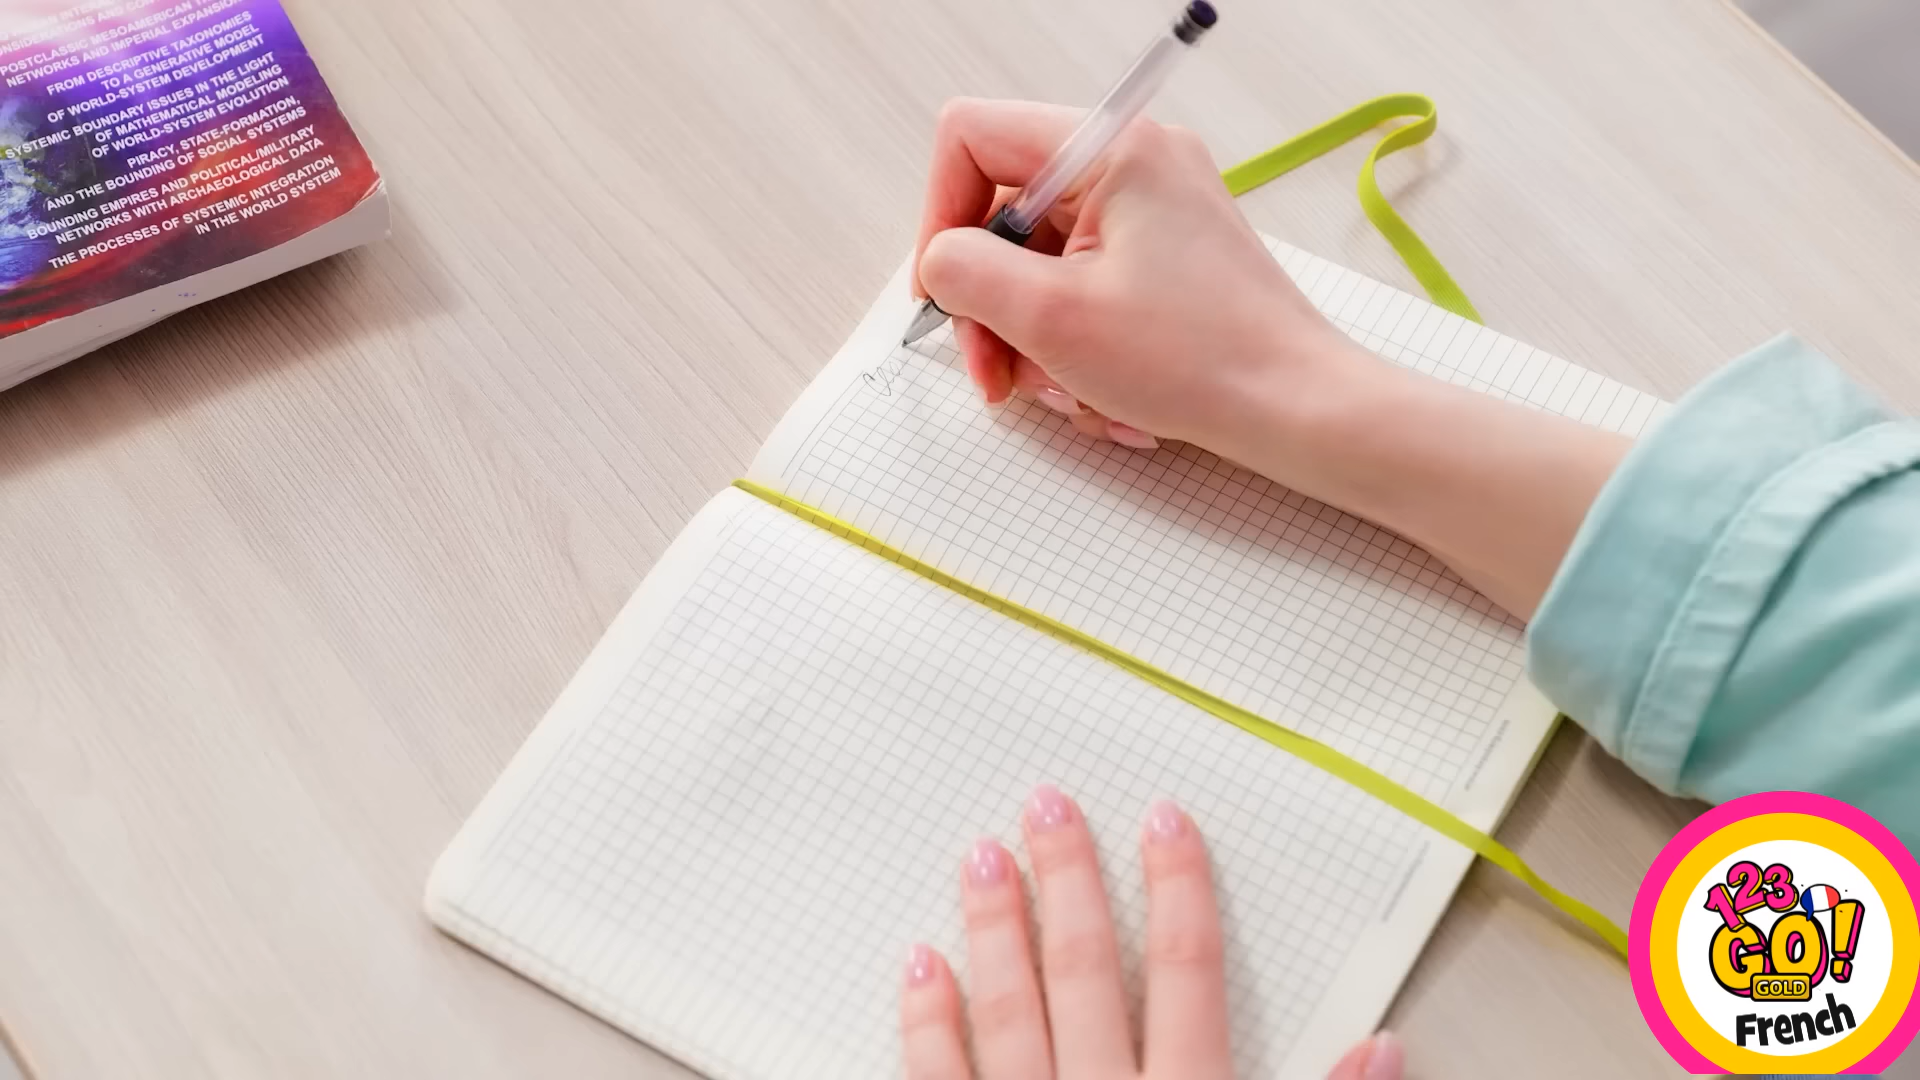 POSTCLASSIC MESOAMERICAN
NETWORKS AND IMPERIAL EXPANSION
FROM DESCRIPTIVE TAXONOMIES
TO A GENERATIVE MODEL
OF WORLD-SYSTEM DEVELOPMENT
SYSTEMIC BOUNDARY ISSUES IN THE LIGHT
OF MATHEMATICAL MODELING
OF WORLD-SYSTEM EVOLUTION
PIRACY, STATE-FORMATION,
AND THE BOUNDING OF SOCIAL SYSTEMS
BOUNDING EMPIRES AND POLITICAL/MILITARY
NETWORKS WITH ARCHAEOLOGICAL DATA
THE PROCESSES OF SYSTEMIC INTEGRATION
IN THE WORLD SYSTEM
123
GO!
GOLD
French